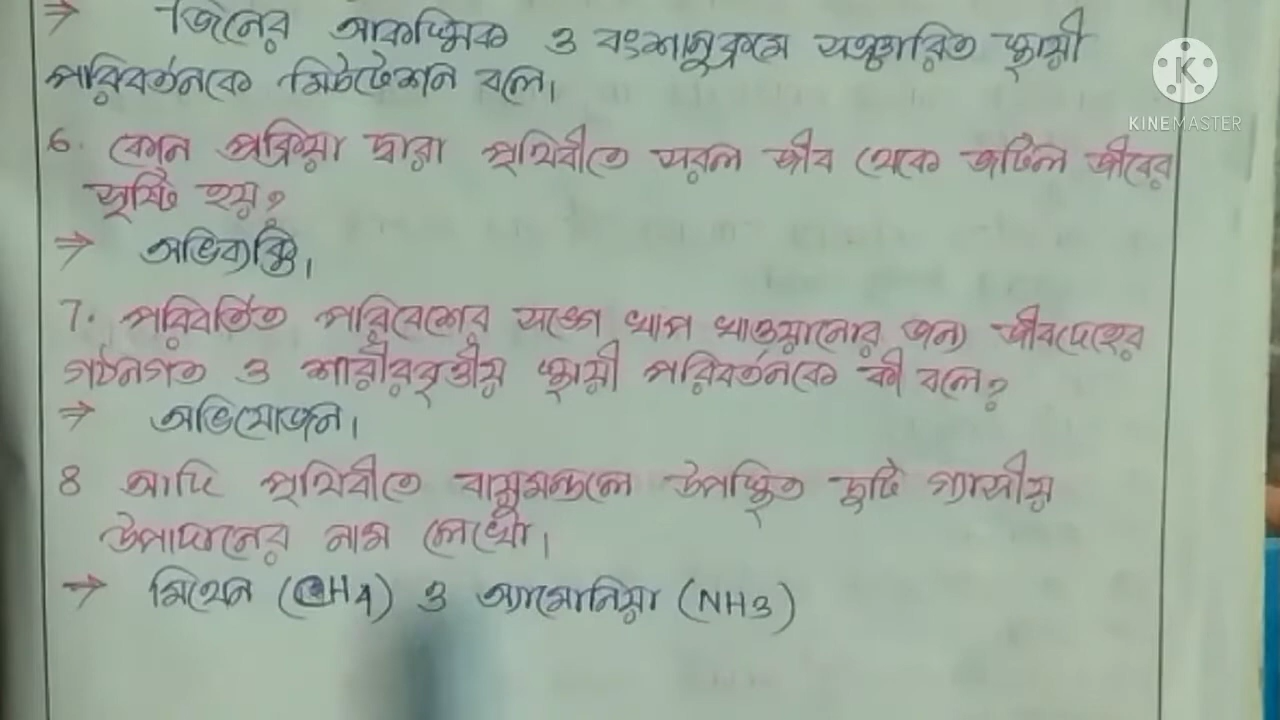 ⇒ জিনের আকস্মিক ও বংশানুক্রমে সঞ্চারিত স্থায়ী
পরিবর্তনকে মিউটেশন বলে।
KINEMASTER
6. কোন প্রক্রিয়া দ্বারা পৃথিবীতে সরল জীব থেকে জটিল জীবের
সৃষ্টি হয়?
⇒ অভিব্যক্তি।
7. পরিবর্তিত পরিবেশের সঙ্গে খাপ খাওয়ানোর জন্য জীবদেহের
গঠনগত ও শারীরবৃত্তীয় স্থায়ী পরিবর্তনকে কী বলে?
⇒ অভিযোজন।
8 আদি পৃথিবীতে বায়ুমন্ডলে উপস্থিত দুটি গ্যাসীয়
উপাদানের নাম লেখো।
→ মিথেন (CH4) ও অ্যামোনিয়া (NH3)